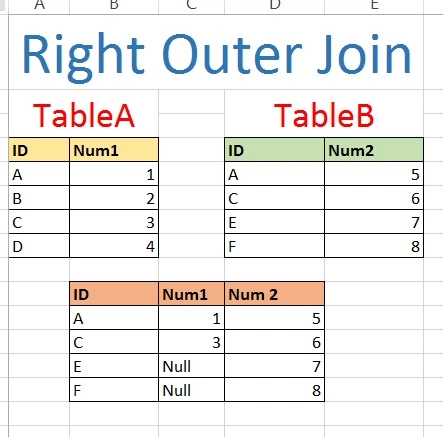 A B C D E
Right Outer Join
TableA TableB
ID Num1 ID Num2
A 1 A 5
B 2 C 6
C 3 E 7
D 4 F 8
ID Num1 Num 2
A 1 5
C 3 6
E Null 7
F Null 8